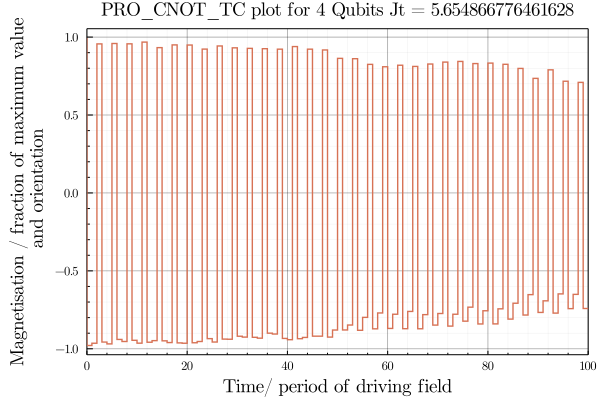 PRO_CNOT_TC plot for 4 Qubits Jt = 5.654866776461628
Magnetisation / fraction of maximum value
and orientation
1.0
0.5
0.0
−0.5
−1.0
0 20 40 60 80 100
Time/ period of driving field